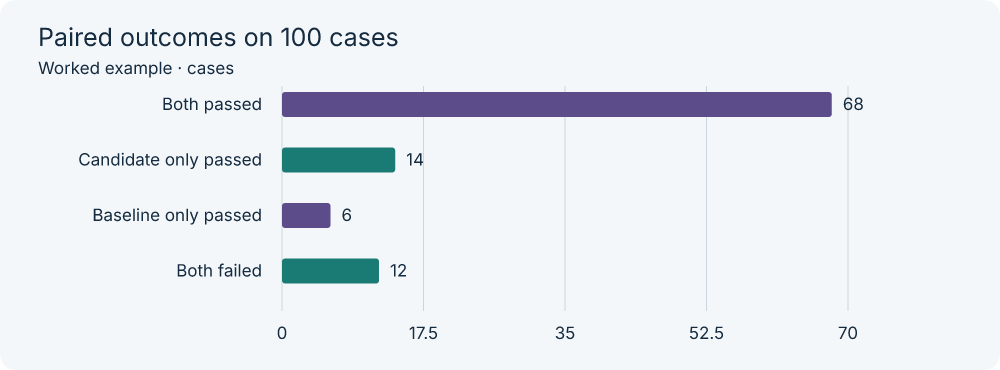 Paired outcomes on 100 cases
Worked example · cases
Both passed 68
Candidate only passed 14
Baseline only passed 6
Both failed 12
0 17.5 35 52.5 70